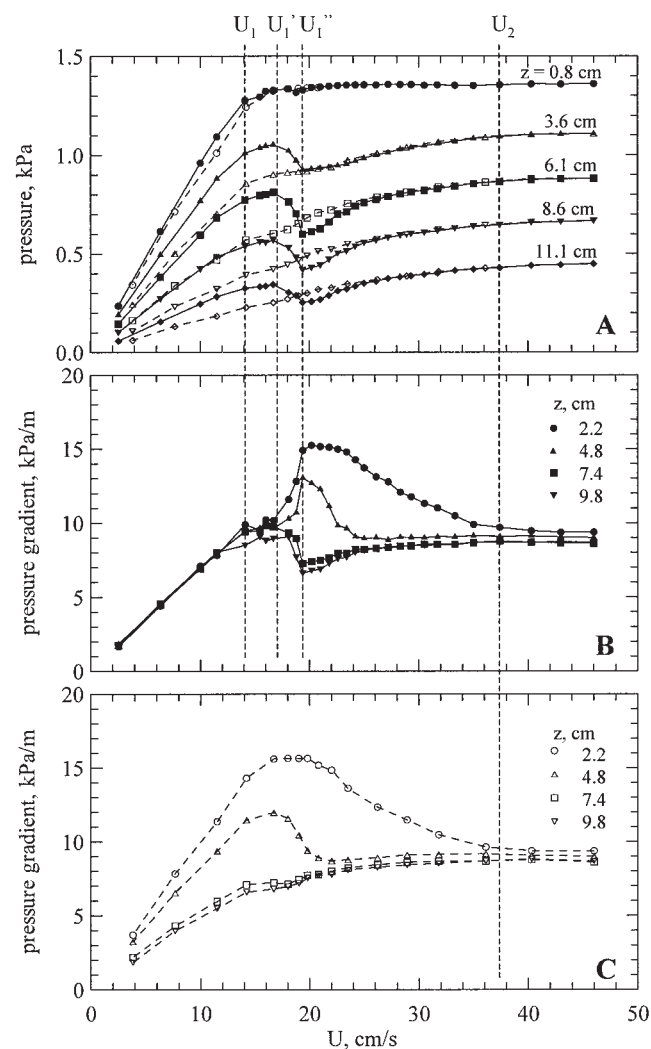 U₁ U₁' U₁'' U₂
1.5
z = 0.8 cm
3.6 cm
1.0
6.1 cm
8.6 cm
0.5
11.1 cm
0.0
pressure, kPa
A
20
z, cm
2.2
15
4.8
7.4
9.8
10
5
0
pressure gradient, kPa/m
B
20
z, cm
2.2
15
4.8
7.4
9.8
10
5
0
pressure gradient, kPa/m
C
0 10 20 30 40 50
U, cm/s